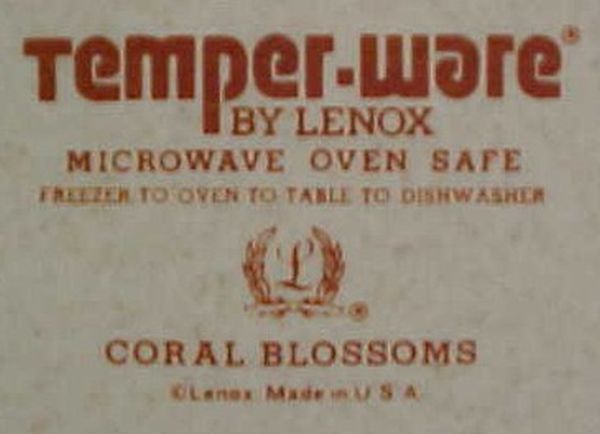 Temper-ware®
BY LENOX
MICROWAVE OVEN SAFE
FREEZER TO OVEN TO TABLE TO DISHWASHER
L
®
CORAL BLOSSOMS
©Lenox Made in U S A